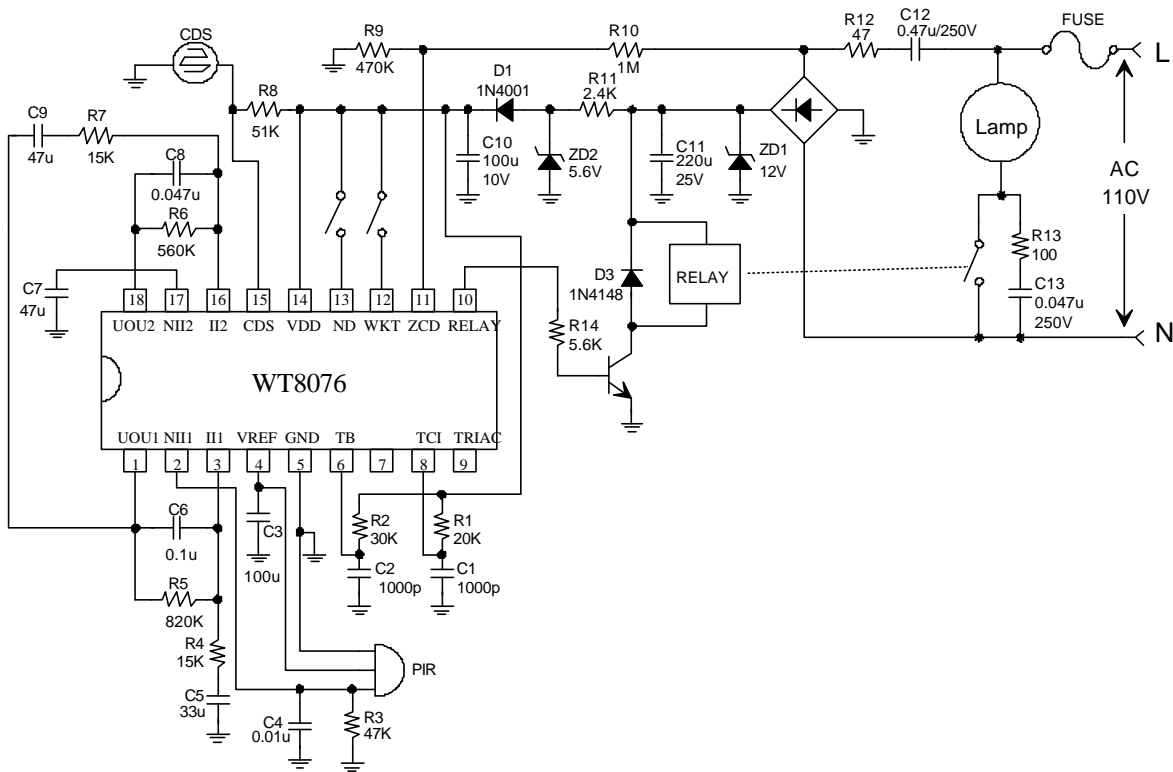 CDS
R9
470K
R10
1M
R12
47
C12
0.47u/250V
FUSE
L
R8
51K
D1
1N4001
R11
2.4K
C9
47u
R7
15K
C8
0.047u
R6
560K
C10
100u
10V
ZD2
5.6V
C11
220u
25V
ZD1
12V
Lamp
AC
110V
R13
100
C13
0.047u
250V
N
C7
47u
D3
1N4148
RELAY
R14
5.6K
18 17 16 15 14 13 12 11 10
UOU2 NII2 II2 CDS VDD ND WKT ZCD RELAY
WT8076
UOU1 NII1 II1 VREF GND TB TCI TRIAC
1 2 3 4 5 6 7 8 9
C6
0.1u
C3
100u
R2
30K
R1
20K
C2
1000p
C1
1000p
R5
820K
R4
15K
C5
33u
PIR
C4
0.01u
R3
47K